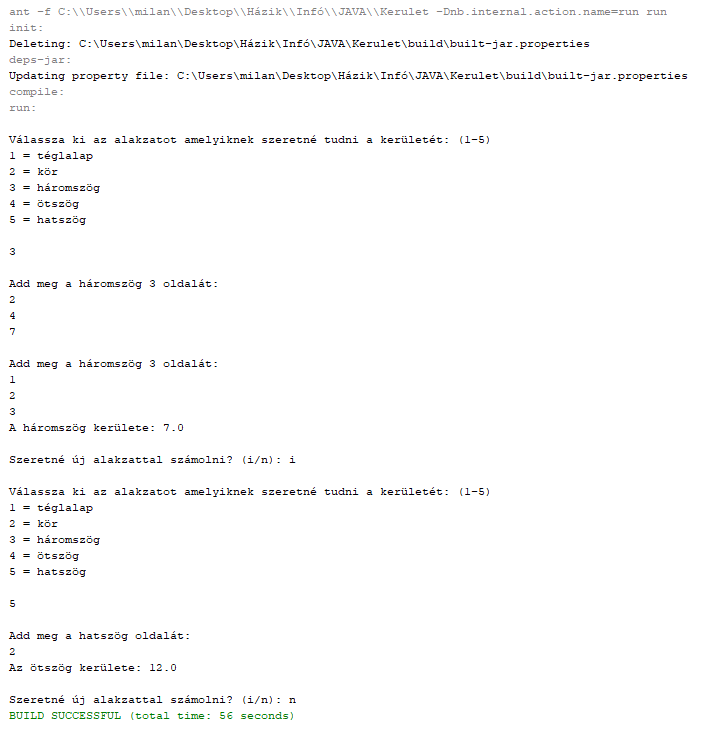 ant -f C:\\Users\\milan\\Desktop\\Házik\\Infó\\JAVA\\Kerulet -Dnb.internal.action.name=run run
init:
Deleting: C:\Users\milan\Desktop\Házik\Infó\JAVA\Kerulet\build\built-jar.properties
deps-jar:
Updating property file: C:\Users\milan\Desktop\Házik\Infó\JAVA\Kerulet\build\built-jar.properties
compile:
run:
Válassza ki az alakzatot amelyiknek szeretné tudni a kerületét: (1-5)
1 = téglalap
2 = kör
3 = háromszög
4 = ötszög
5 = hatszög
3
Add meg a háromszög 3 oldalát:
2
4
7
Add meg a háromszög 3 oldalát:
1
2
3
A háromszög kerülete: 7.0
Szeretné új alakzattal számolni? (i/n): i
Válassza ki az alakzatot amelyiknek szeretné tudni a kerületét: (1-5)
1 = téglalap
2 = kör
3 = háromszög
4 = ötszög
5 = hatszög
5
Add meg a hatszög oldalát:
2
Az ötszög kerülete: 12.0
Szeretné új alakzattal számolni? (i/n): n
BUILD SUCCESSFUL (total time: 56 seconds)